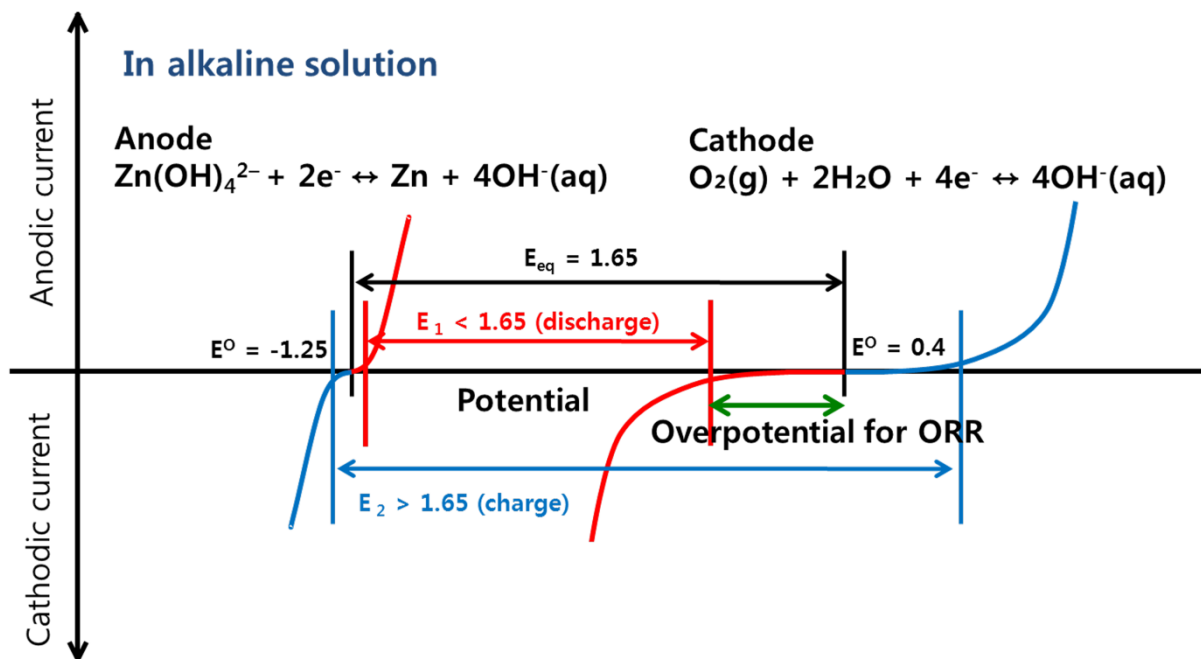 In alkaline solution
Anode
Zn(OH)₄²⁻ + 2e⁻ ↔ Zn + 4OH⁻(aq)
Cathode
O₂(g) + 2H₂O + 4e⁻ ↔ 4OH⁻(aq)
Anodic current
E_eq = 1.65
E₁ < 1.65 (discharge)
E⁰ = -1.25
E⁰ = 0.4
Potential
Overpotential for ORR
E₂ > 1.65 (charge)
Cathodic current